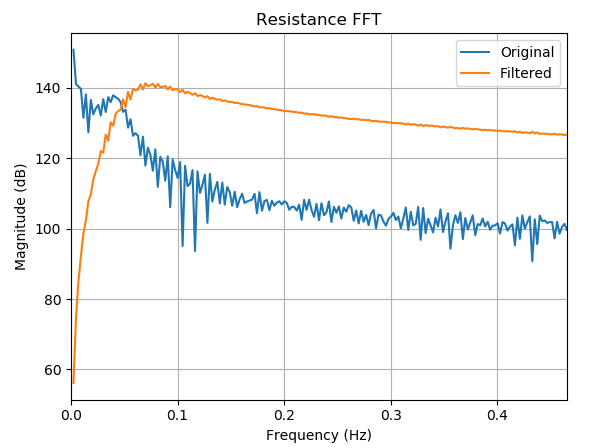 Resistance FFT
Original
Filtered
Magnitude (dB)
140
120
100
80
60
0.0 0.1 0.2 0.3 0.4
Frequency (Hz)